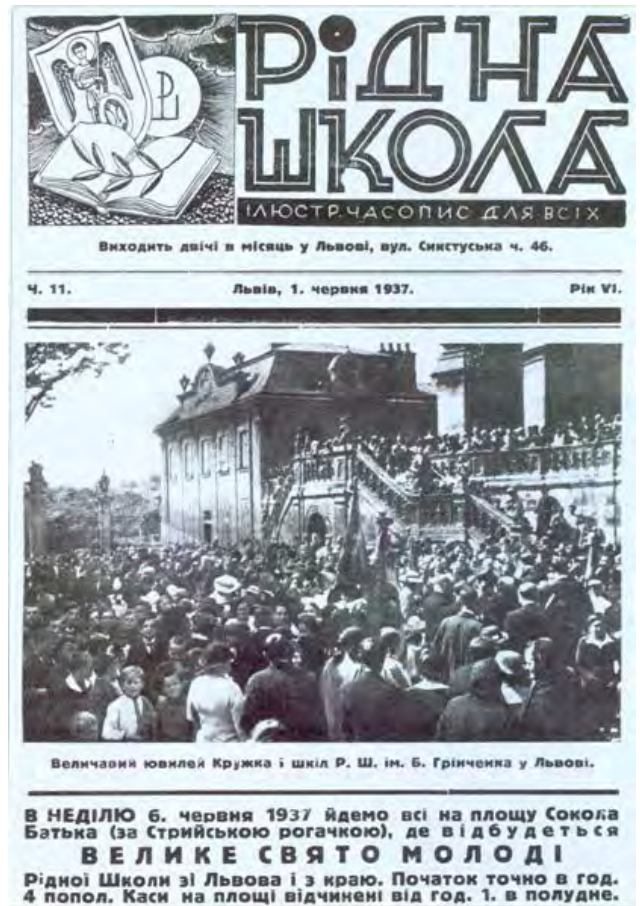 РІДНА
ШКОЛА
ІЛЮСТР. ЧАСОПИС ДЛЯ ВСІХ
Виходить двічі в місяць у Львові, вул. Сикстуська ч. 46.
Ч. 11. Львів, 1. червня 1937. Рік VI.
Величавий ювилей Кружка і шкіл Р. Ш. ім. Б. Грінченка у Львові.
В НЕДІЛЮ 6. червня 1937 йдемо всі на площу Сокола
Батька (за Стрийською рогачкою), де відбудеться
ВЕЛИКЕ СВЯТО МОЛОДІ
Рідної Школи зі Львова і з краю. Початок точно в год.
4 попол. Каси на площі відчинені від год. 1. в полудне.